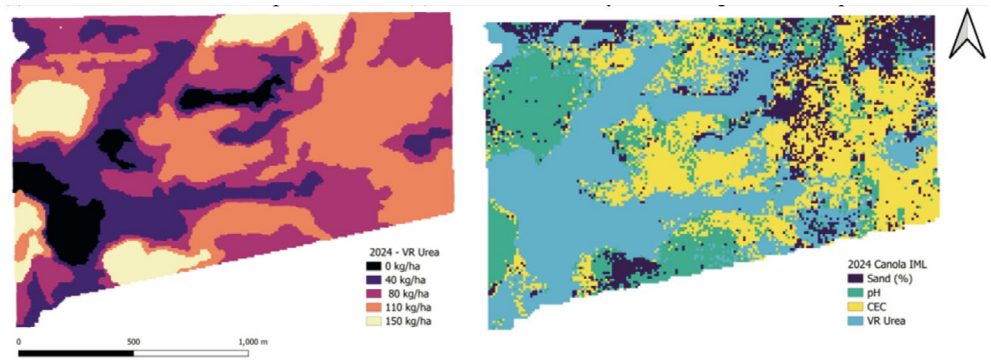 2024 - VR Urea
0 kg/ha
40 kg/ha
80 kg/ha
110 kg/ha
150 kg/ha
0
500
1,000 m
2024 Canola IML
Sand (%)
pH
CEC
VR Urea